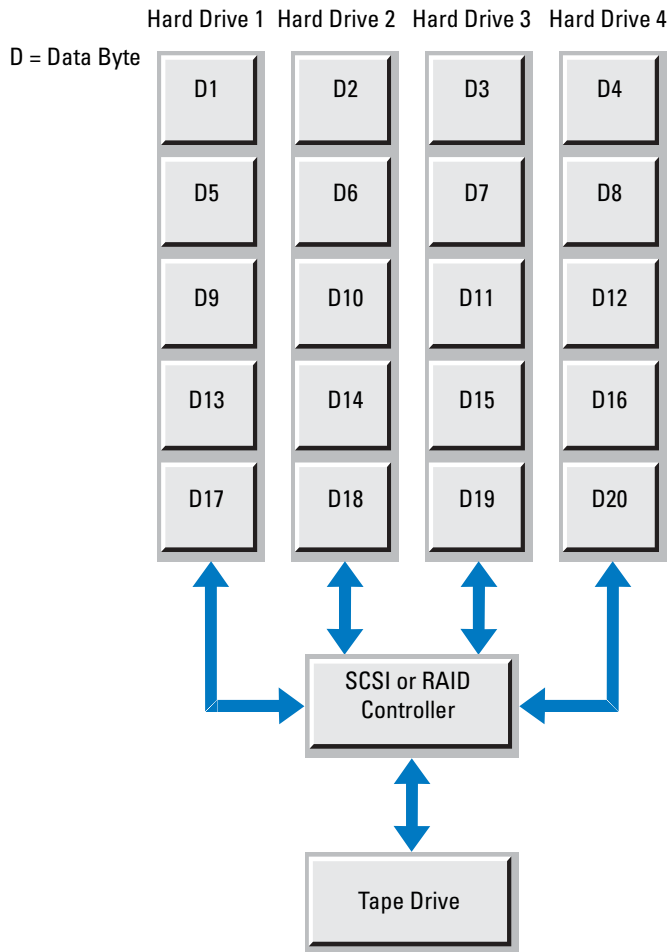 Hard Drive 1 Hard Drive 2 Hard Drive 3 Hard Drive 4
D = Data Byte
D1 D2 D3 D4
D5 D6 D7 D8
D9 D10 D11 D12
D13 D14 D15 D16
D17 D18 D19 D20
SCSI or RAID
Controller
Tape Drive